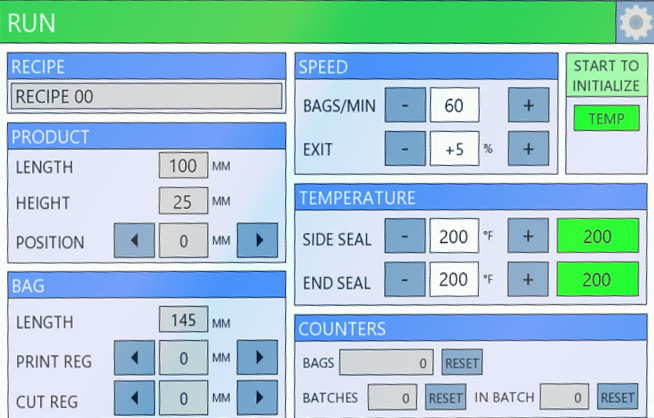 RUN
RECIPE
RECIPE 00
PRODUCT
LENGTH 100 MM
HEIGHT 25 MM
POSITION 0 MM
BAG
LENGTH 145 MM
PRINT REG 0 MM
CUT REG 0 MM
SPEED
BAGS/MIN - 60 +
EXIT - +5 % +
START TO
INITIALIZE
TEMP
TEMPERATURE
SIDE SEAL - 200 °F + 200
END SEAL - 200 °F + 200
COUNTERS
BAGS 0 RESET
BATCHES 0 RESET IN BATCH 0 RESET